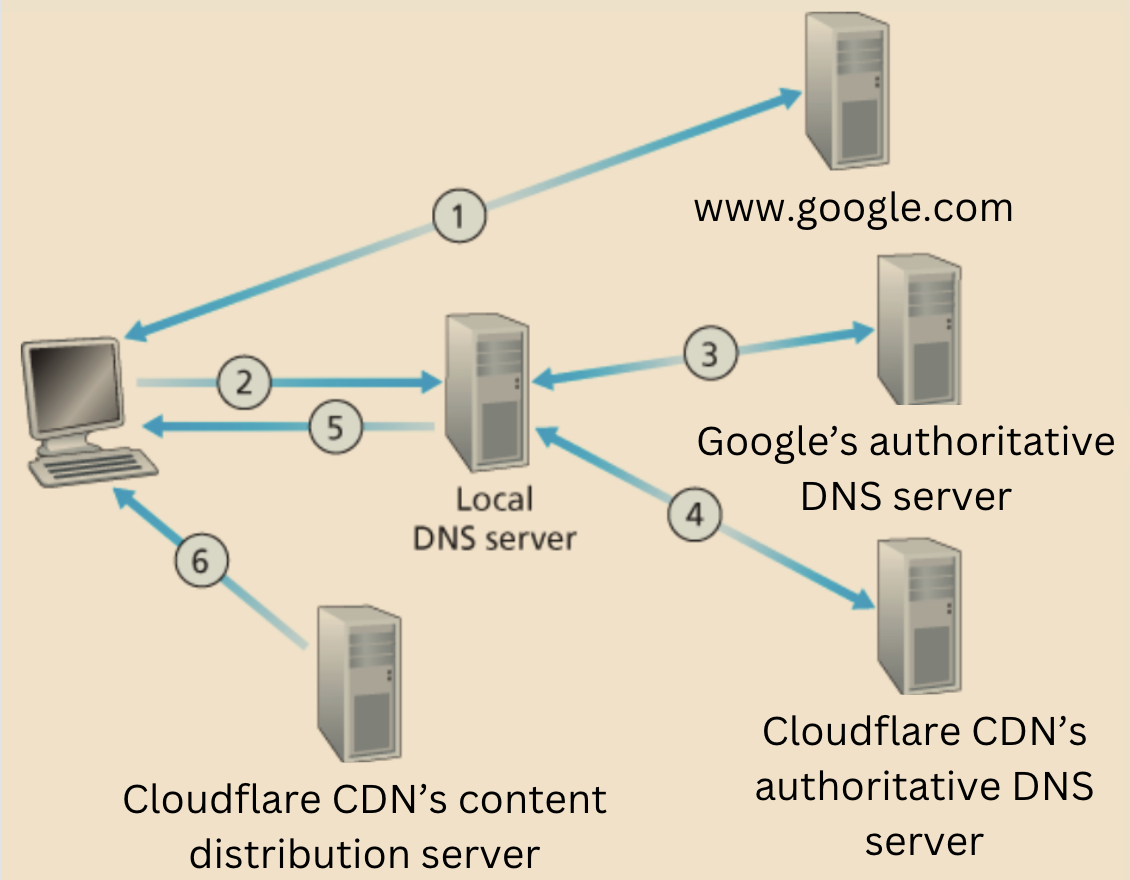 1
www.google.com
3
2
5
Google’s authoritative
DNS server
Local
DNS server
4
6
Cloudflare CDN’s
authoritative DNS
server
Cloudflare CDN’s content
distribution server